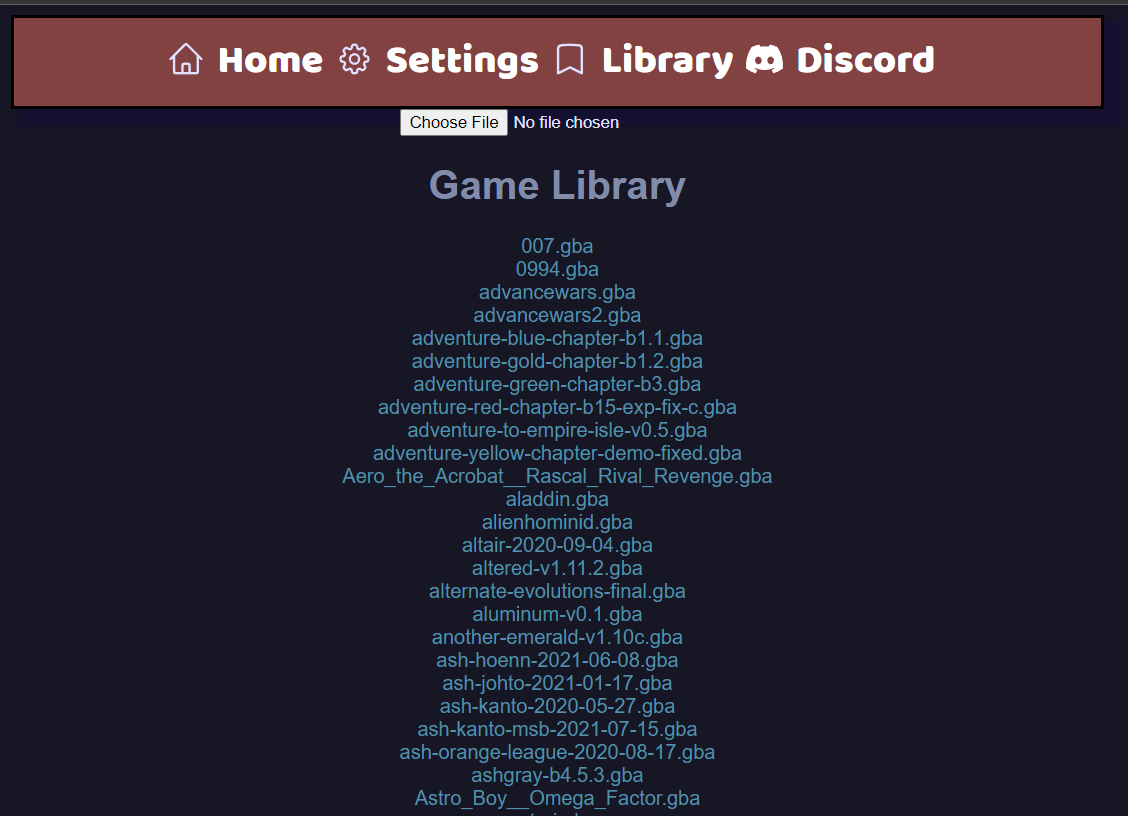 Home Settings Library Discord
Choose File No file chosen
Game Library
007.gba
0994.gba
advancewars.gba
advancewars2.gba
adventure-blue-chapter-b1.1.gba
adventure-gold-chapter-b1.2.gba
adventure-green-chapter-b3.gba
adventure-red-chapter-b15-exp-fix-c.gba
adventure-to-empire-isle-v0.5.gba
adventure-yellow-chapter-demo-fixed.gba
Aero_the_Acrobat__Rascal_Rival_Revenge.gba
aladdin.gba
alienhominid.gba
altair-2020-09-04.gba
altered-v1.11.2.gba
alternate-evolutions-final.gba
aluminum-v0.1.gba
another-emerald-v1.10c.gba
ash-hoenn-2021-06-08.gba
ash-johto-2021-01-17.gba
ash-kanto-2020-05-27.gba
ash-kanto-msb-2021-07-15.gba
ash-orange-league-2020-08-17.gba
ashgray-b4.5.3.gba
Astro_Boy__Omega_Factor.gba